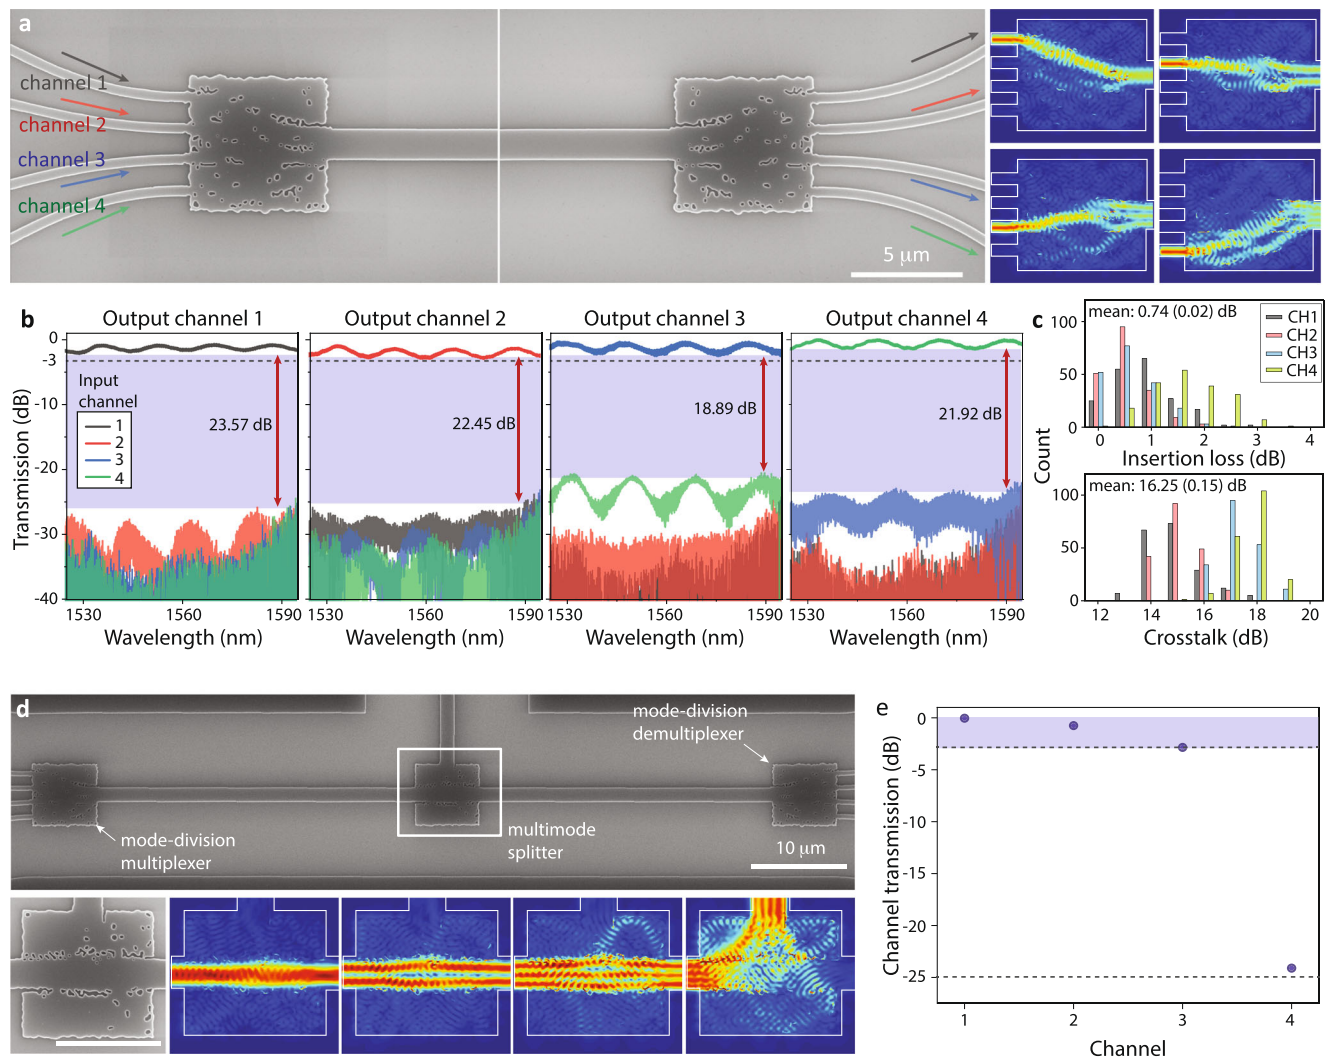 a
channel 1
channel 2
channel 3
channel 4
5 μm
b
Output channel 1
Output channel 2
Output channel 3
Output channel 4
0
-3
-10
-20
-30
-40
Transmission (dB)
Input
channel
1
2
3
4
23.57 dB
22.45 dB
18.89 dB
21.92 dB
1530 1560 1590
1530 1560 1590
1530 1560 1590
1530 1560 1590
Wavelength (nm)
Wavelength (nm)
Wavelength (nm)
Wavelength (nm)
c
mean: 0.74 (0.02) dB
CH1
CH2
CH3
CH4
100
50
0
0 1 2 3 4
Insertion loss (dB)
Count
mean: 16.25 (0.15) dB
100
50
0
12 14 16 18 20
Crosstalk (dB)
d
mode-division
demultiplexer
mode-division
multiplexer
multimode
splitter
10 μm
e
0
-5
-10
-15
-20
-25
Channel transmission (dB)
1 2 3 4
Channel